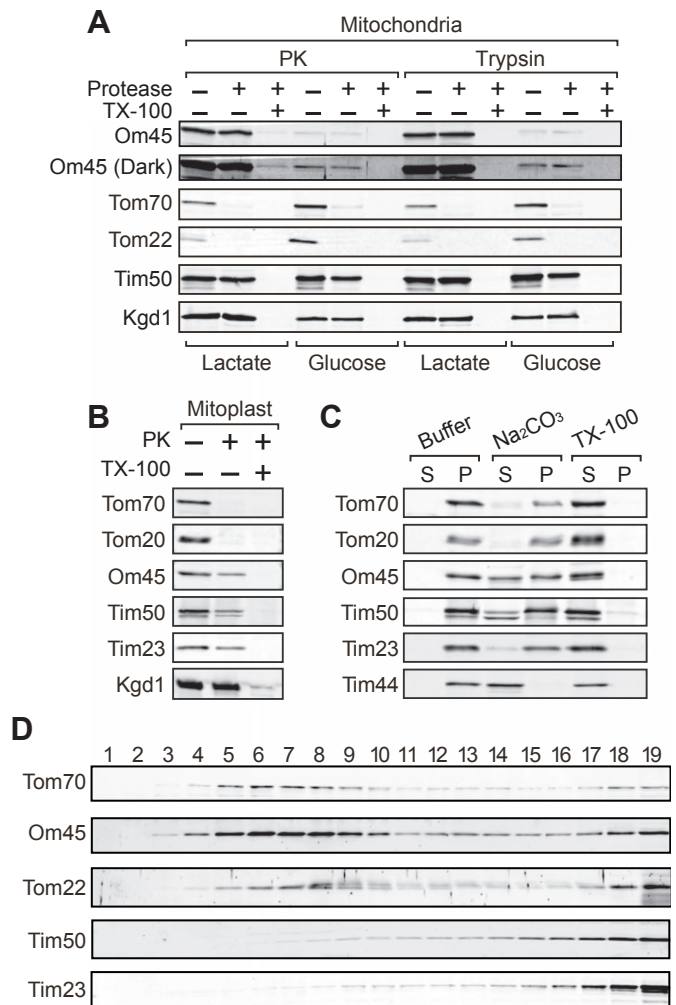 A
Mitochondria
PK Trypsin
Protease − + + − + + − + + − + +
TX-100 − − + − − + − − + − − +
Om45
Om45 (Dark)
Tom70
Tom22
Tim50
Kgd1
Lactate Glucose Lactate Glucose
B
Mitoplast
PK − + +
TX-100 − − +
Tom70
Tom20
Om45
Tim50
Tim23
Kgd1
C
Buffer Na₂CO₃ TX-100
S P S P S P
Tom70
Tom20
Om45
Tim50
Tim23
Tim44
D
1 2 3 4 5 6 7 8 9 10 11 12 13 14 15 16 17 18 19
Tom70
Om45
Tom22
Tim50
Tim23